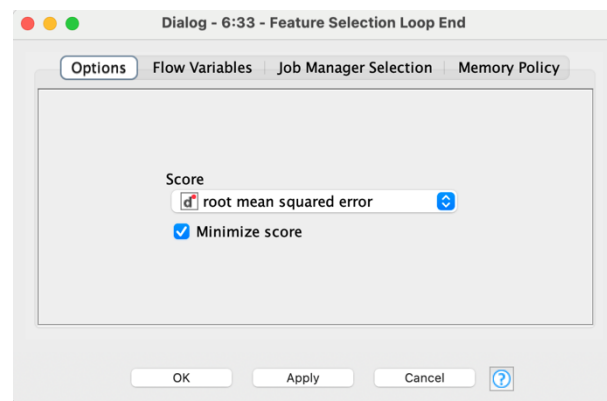 Dialog - 6:33 - Feature Selection Loop End
Options Flow Variables Job Manager Selection Memory Policy
Score
d root mean squared error
Minimize score
OK Apply Cancel ?